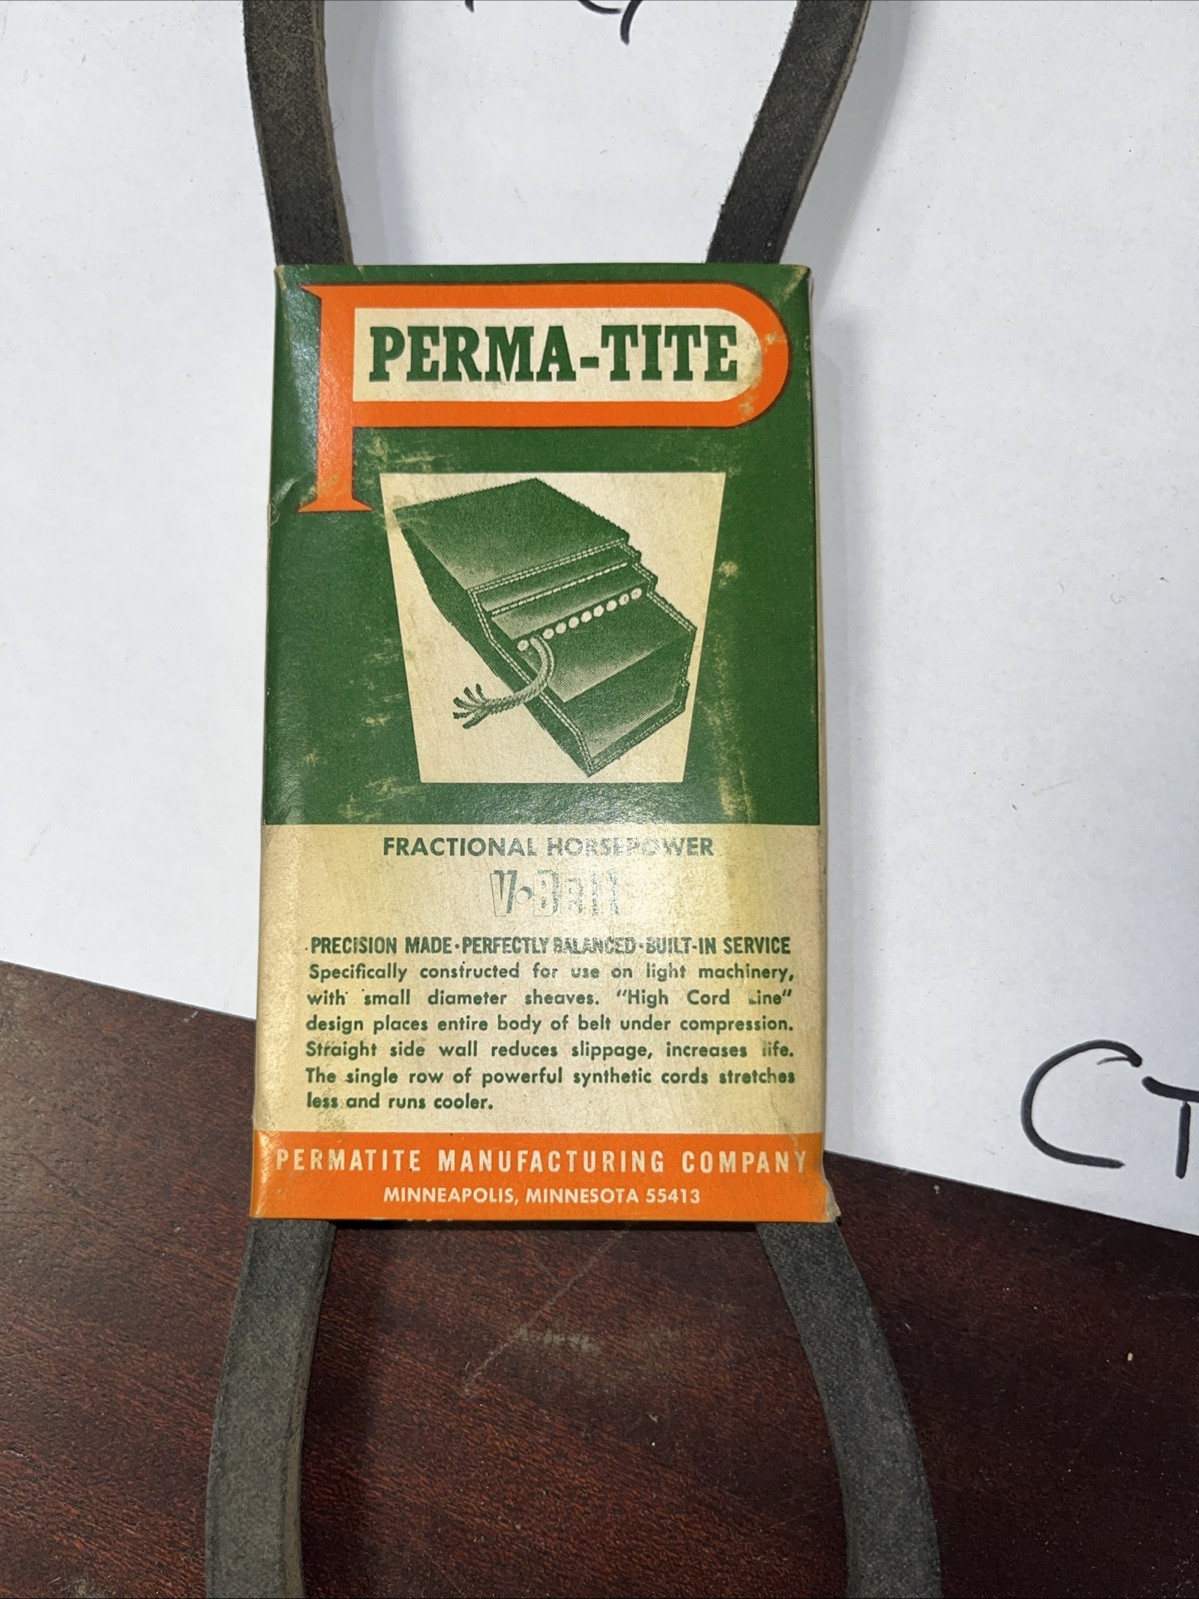 PERMA-TITE
FRACTIONAL HORSEPOWER
V·BELT
PRECISION MADE·PERFECTLY BALANCED·BUILT-IN SERVICE
Specifically constructed for use on light machinery,
with small diameter sheaves. "High Cord Line"
design places entire body of belt under compression.
Straight side wall reduces slippage, increases life.
The single row of powerful synthetic cords stretches
less and runs cooler.
PERMATITE MANUFACTURING COMPANY
MINNEAPOLIS, MINNESOTA 55413
CT